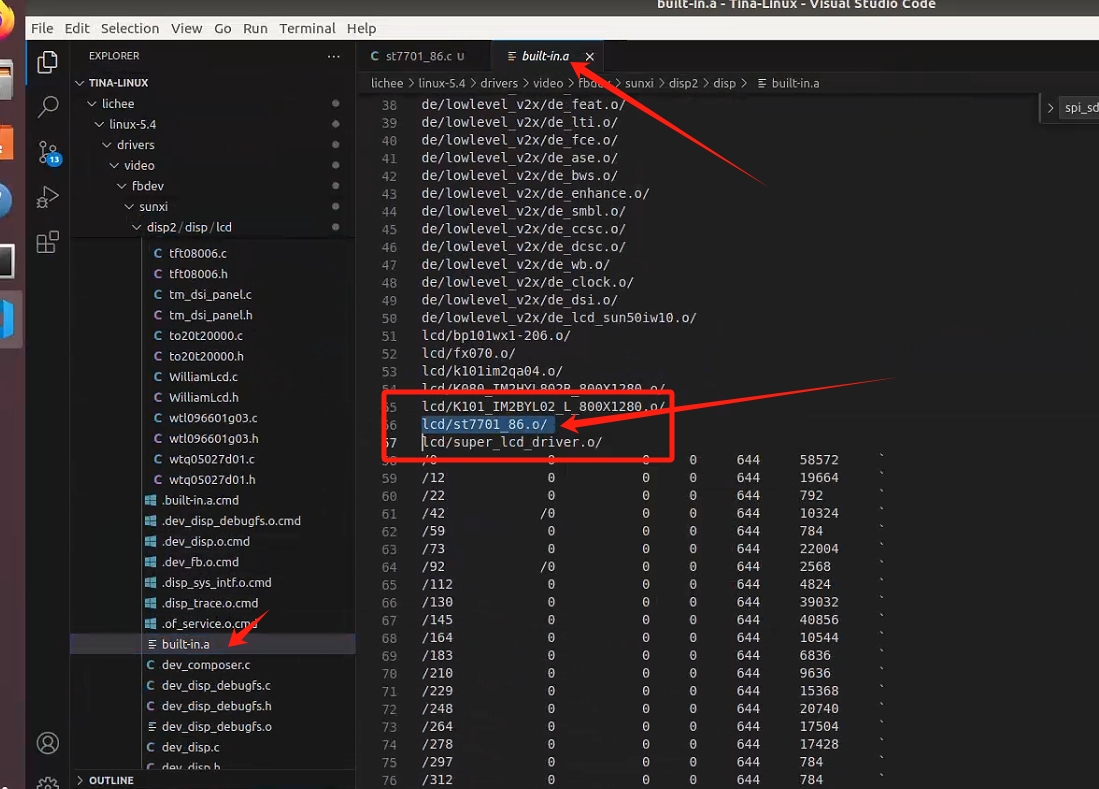 built-in.a - Tina-Linux - Visual Studio Code
File Edit Selection View Go Run Terminal Help
EXPLORER ···
TINA-LINUX
lichee
linux-5.4
drivers
video
fbdev
sunxi
disp2 / disp / lcd
tft08006.c
tft08006.h
tm_dsi_panel.c
tm_dsi_panel.h
to20t20000.c
to20t20000.h
WilliamLcd.c
WilliamLcd.h
wtl096601g03.c
wtl096601g03.h
wtq05027d01.c
wtq05027d01.h
.built-in.a.cmd
.dev_disp_debugfs.o.cmd
.dev_disp.o.cmd
.dev_fb.o.cmd
.disp_sys_intf.o.cmd
.disp_trace.o.cmd
.of_service.o.cmd
built-in.a
dev_composer.c
dev_disp_debugfs.c
dev_disp_debugfs.h
dev_disp_debugfs.o
dev_disp.c
dev_disp.h
OUTLINE
13
st7701_86.c U
built-in.a
lichee > linux-5.4 > drivers > video > fbdev > sunxi > disp2 > disp > built-in.a
spi_sd
38 de/lowlevel_v2x/de_feat.o/
39 de/lowlevel_v2x/de_lti.o/
40 de/lowlevel_v2x/de_fce.o/
41 de/lowlevel_v2x/de_ase.o/
42 de/lowlevel_v2x/de_bws.o/
43 de/lowlevel_v2x/de_enhance.o/
44 de/lowlevel_v2x/de_smbl.o/
45 de/lowlevel_v2x/de_ccsc.o/
46 de/lowlevel_v2x/de_dcsc.o/
47 de/lowlevel_v2x/de_wb.o/
48 de/lowlevel_v2x/de_clock.o/
49 de/lowlevel_v2x/de_dsi.o/
50 de/lowlevel_v2x/de_lcd_sun50iw10.o/
51 lcd/bp101wx1-206.o/
52 lcd/fx070.o/
53 lcd/k101im2qa04.o/
54 lcd/K080_IM2HYL802R_800X1280.o/
55 lcd/K101_IM2BYL02_L_800X1280.o/
56 lcd/st7701_86.o/
57 lcd/super_lcd_driver.o/
58 /0 0 0 0 644 58572 `
59 /12 0 0 0 644 19664 `
60 /22 0 0 0 644 792 `
61 /42 /0 0 0 644 10324 `
62 /59 0 0 0 644 784 `
63 /73 0 0 0 644 22004 `
64 /92 /0 0 0 644 2568 `
65 /112 0 0 0 644 4824 `
66 /130 0 0 0 644 39032 `
67 /145 0 0 0 644 40856 `
68 /164 0 0 0 644 10544 `
69 /183 0 0 0 644 6836 `
70 /210 0 0 0 644 9636 `
71 /229 0 0 0 644 15368 `
72 /248 0 0 0 644 20740 `
73 /264 0 0 0 644 17504 `
74 /278 0 0 0 644 17428 `
75 /297 0 0 0 644 784 `
76 /312 0 0 0 644 784 `